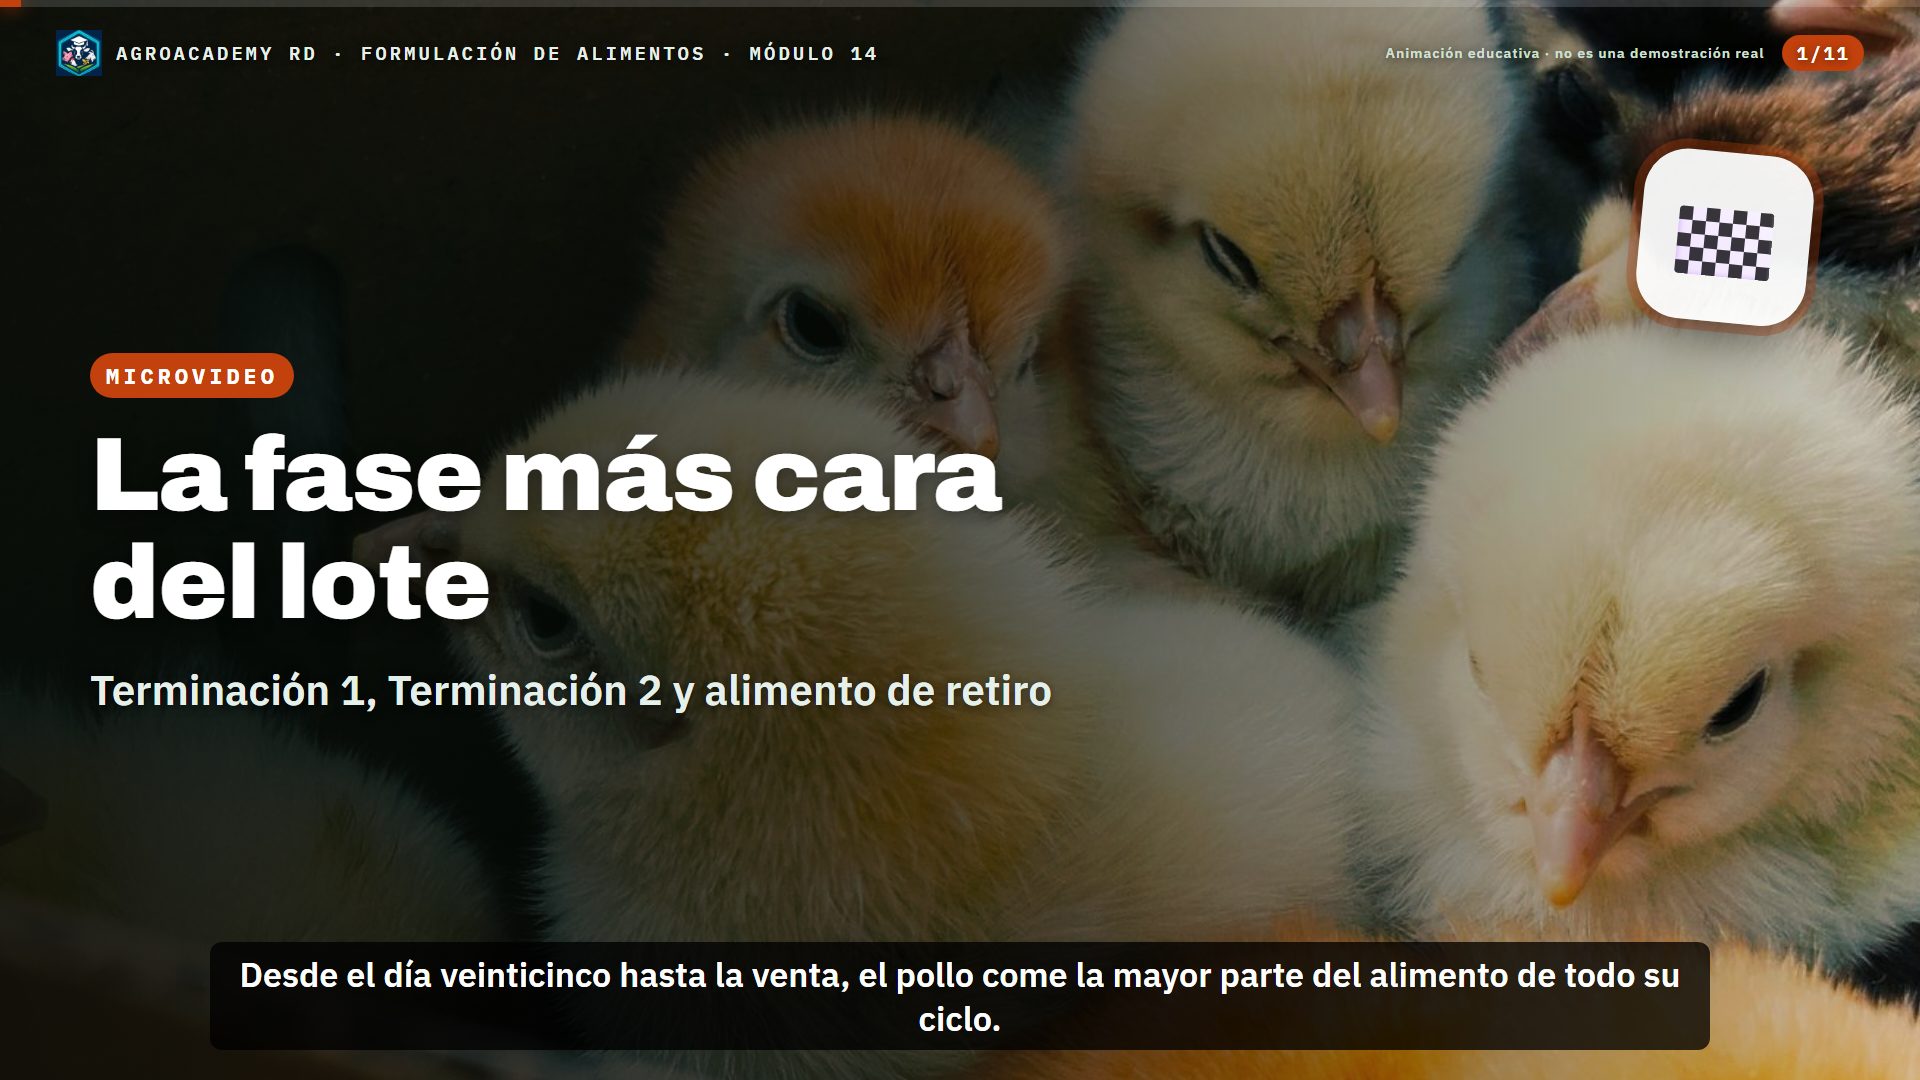 AGROACADEMY RD · FORMULACIÓN DE ALIMENTOS · MÓDULO 14
Animación educativa · no es una demostración real
1/11
MICROVIDEO
La fase más cara
del lote
Terminación 1, Terminación 2 y alimento de retiro
Desde el día veinticinco hasta la venta, el pollo come la mayor parte del alimento de todo su
ciclo.